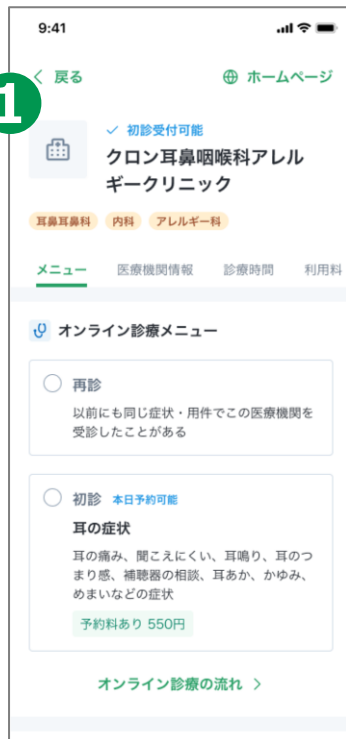 9:41
1
戻る
ホームページ
初診受付可能
クロン耳鼻咽喉科アレル
ギークリニック
耳鼻耳鼻科 内科 アレルギー科
メニュー 医療機関情報 診療時間 利用料
オンライン診療メニュー
再診
以前にも同じ症状・用件でこの医療機関を
受診したことがある
初診 本日予約可能
耳の症状
耳の痛み、聞こえにくい、耳鳴り、耳のつ
まり感、補聴器の相談、耳あか、かゆみ、
めまいなどの症状
予約料あり 550円
オンライン診療の流れ